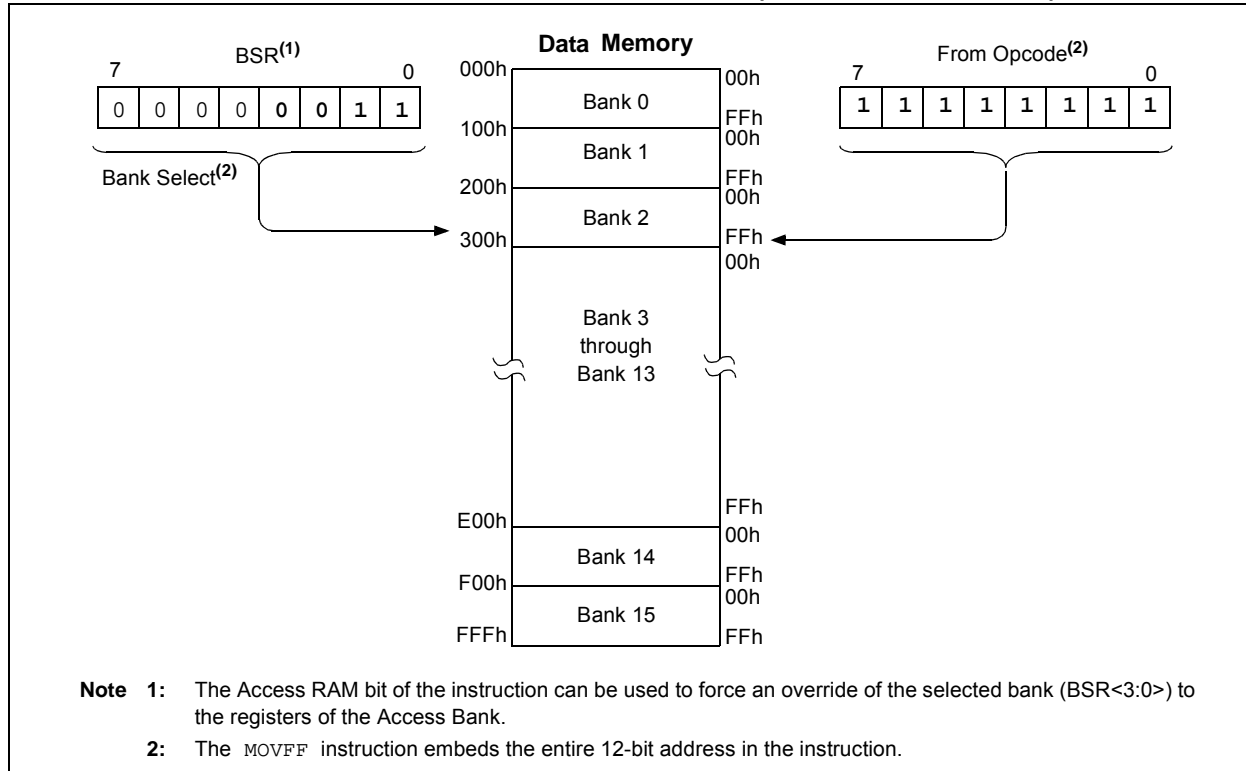 Data Memory
BSR(1)
7 0
0 0 0 0 0 0 1 1
Bank Select(2)
From Opcode(2)
7 0
1 1 1 1 1 1 1 1
000h 00h
Bank 0
FFh
100h 00h
Bank 1
FFh
200h 00h
Bank 2
FFh
300h
00h
Bank 3
through
Bank 13
FFh
E00h
00h
Bank 14
FFh
F00h
00h
Bank 15
FFFh FFh
Note 1: The Access RAM bit of the instruction can be used to force an override of the selected bank (BSR<3:0>) to
the registers of the Access Bank.
2: The MOVFF instruction embeds the entire 12-bit address in the instruction.